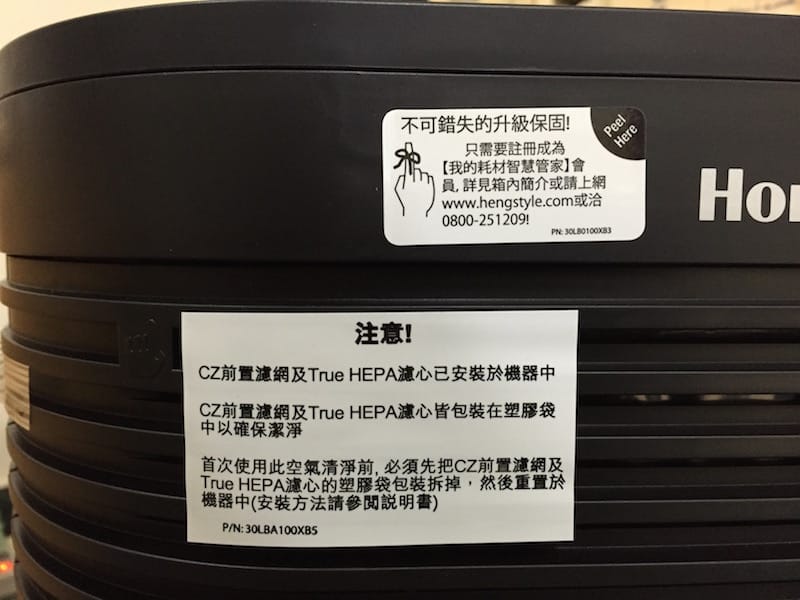 不可錯失的升級保固!
Peel
Here
只需要註冊成為
【我的耗材智慧管家】會
員, 詳見箱內簡介或請上網
www.hengstyle.com或洽
0800-251209!
PN: 30LB0100XB3
Hon
注意!
CZ前置濾網及True HEPA濾心已安裝於機器中
CZ前置濾網及True HEPA濾心皆包裝在塑膠袋
中以確保潔淨
首次使用此空氣清淨前, 必須先把CZ前置濾網及
True HEPA濾心的塑膠袋包裝拆掉，然後重置於
機器中(安裝方法請參閱説明書)
P/N: 30LBA100XB5